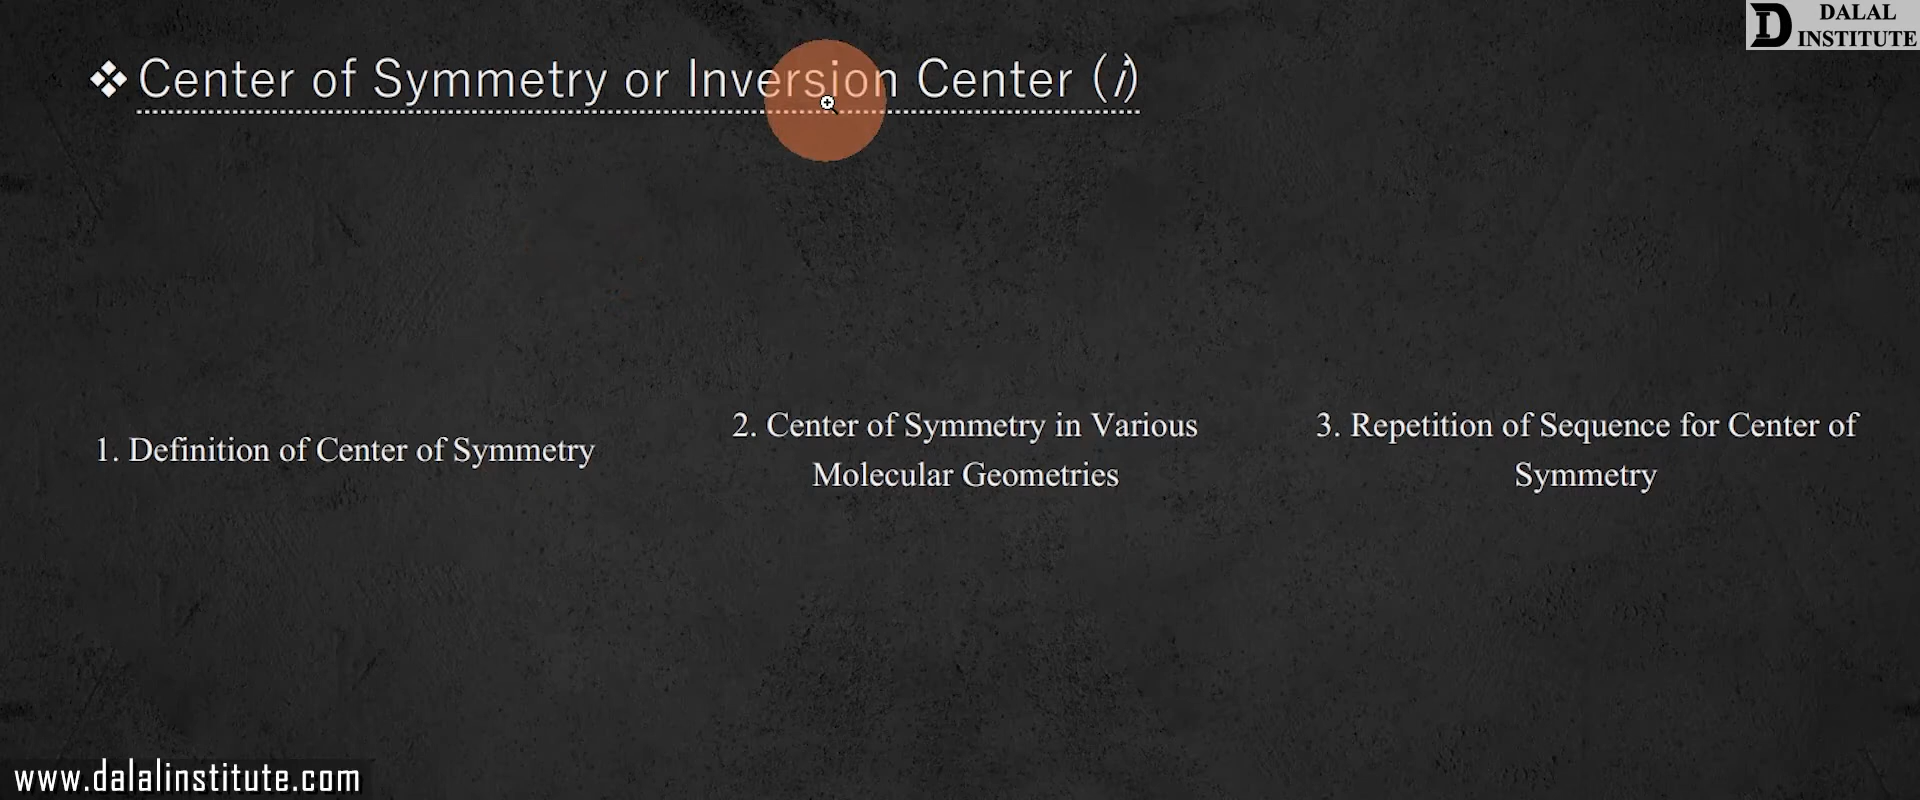 DALAL
INSTITUTE
❖ Center of Symmetry or Inversion Center (i)
1. Definition of Center of Symmetry
2. Center of Symmetry in Various
Molecular Geometries
3. Repetition of Sequence for Center of
Symmetry
www.dalalinstitute.com